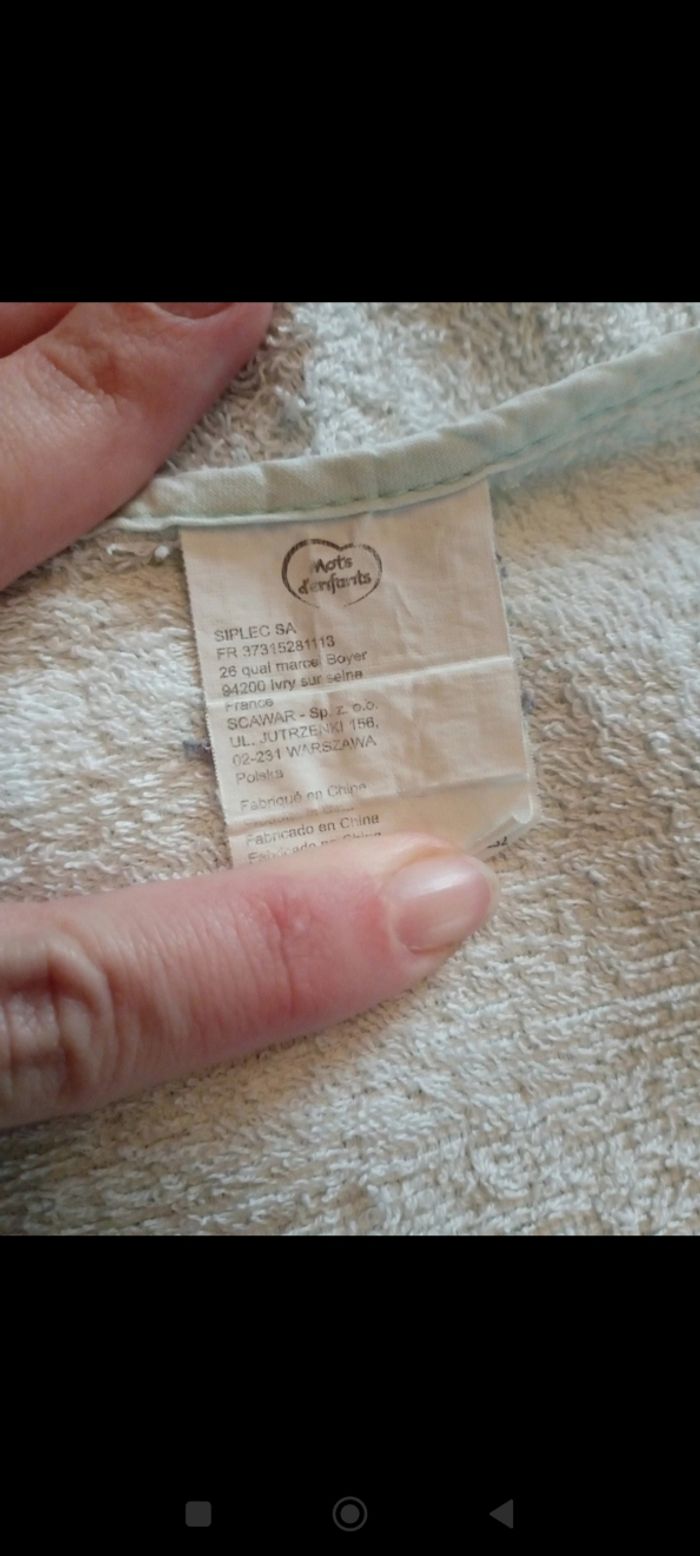 Mots
d'enfants
SIPLEC SA
FR 37315281113
26 quai marcel Boyer
94200 Ivry sur seine
France
SCAWAR - Sp. z o.o.
UL. JUTRZENKI 156,
02-231 WARSZAWA
Polska
Fabriqué en Chine
Fabricado en China